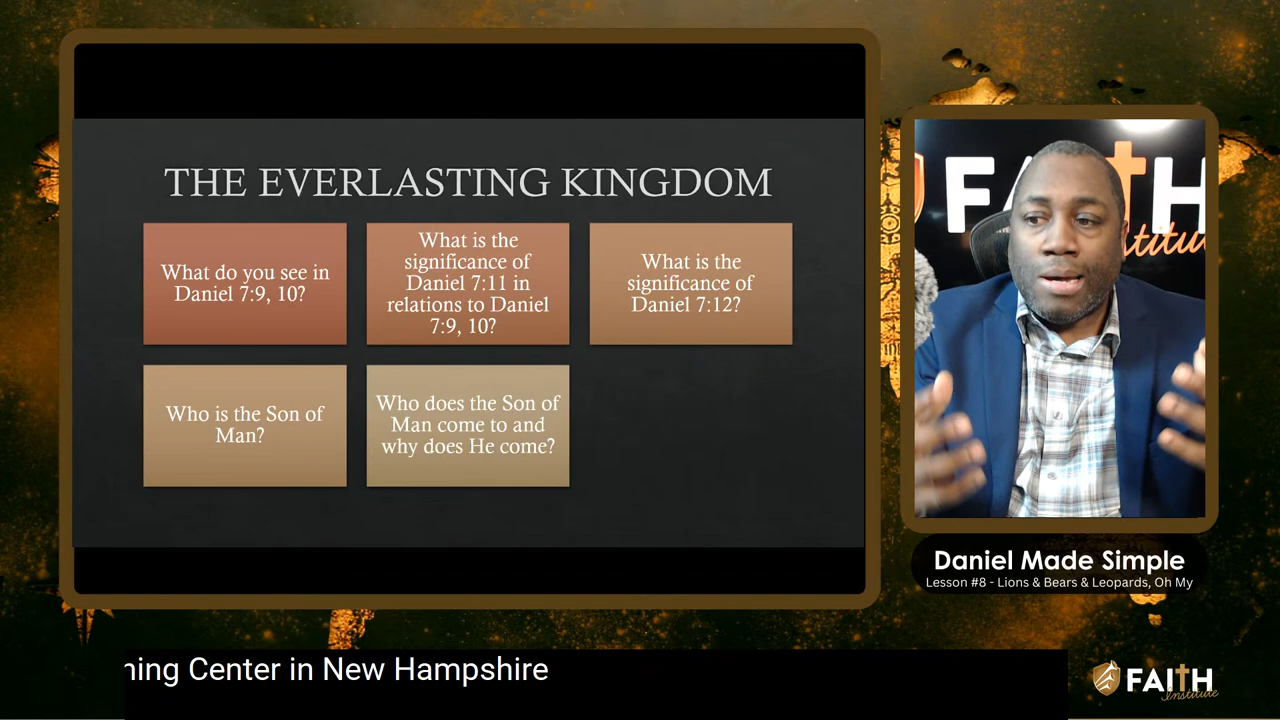 THE EVERLASTING KINGDOM
What do you see in
Daniel 7:9, 10?
What is the
significance of
Daniel 7:11 in
relations to Daniel
7:9, 10?
What is the
significance of
Daniel 7:12?
Who is the Son of
Man?
Who does the Son of
Man come to and
why does He come?
FAITH
Institute
Daniel Made Simple
Lesson #8 - Lions & Bears & Leopards, Oh My
ning Center in New Hampshire
FAITH
Institute